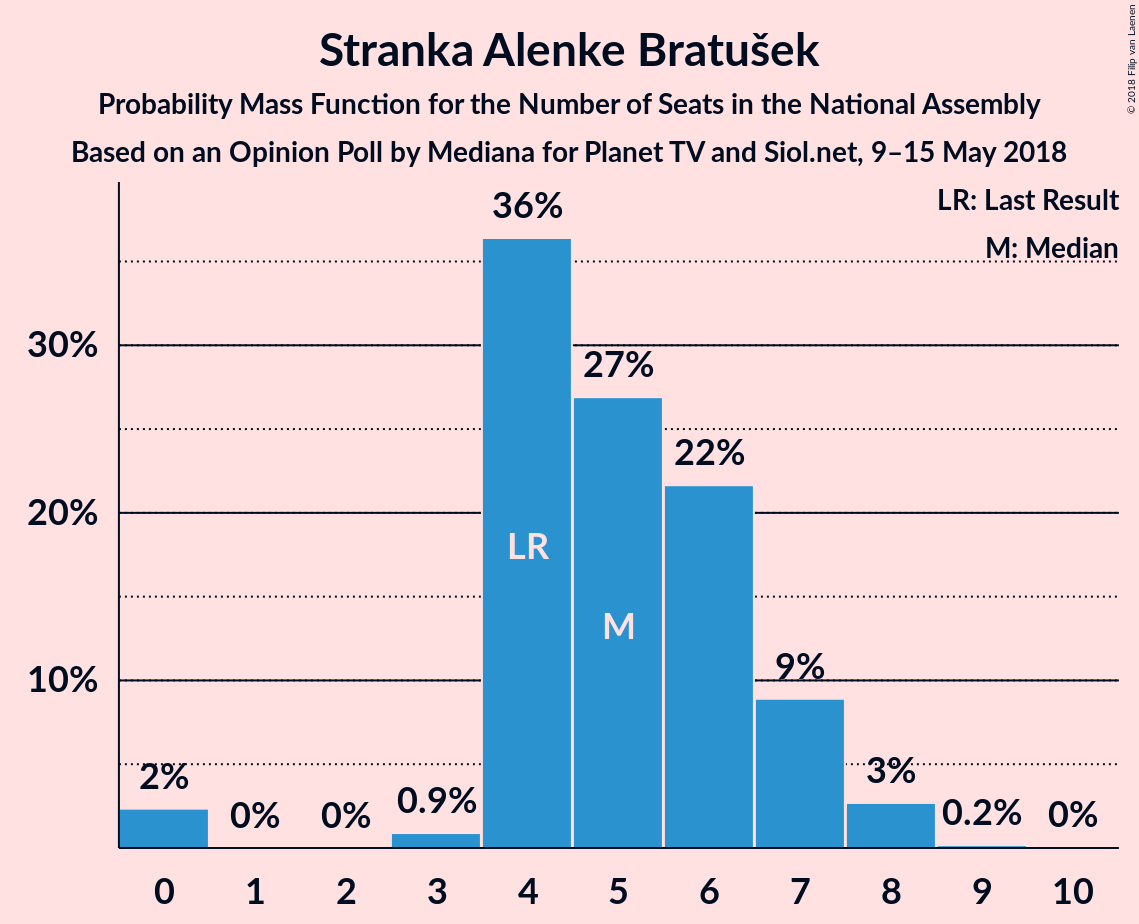 Stranka Alenke Bratušek
Probability Mass Function for the Number of Seats in the National Assembly
Based on an Opinion Poll by Mediana for Planet TV and Siol.net, 9–15 May 2018
© 2018 Filip van Laenen
LR: Last Result
M: Median
36%
30%
27%
22%
20%
LR
M
10%
9%
2%
0%
0%
0.9%
3%
0.2%
0%
0 1 2 3 4 5 6 7 8 9 10